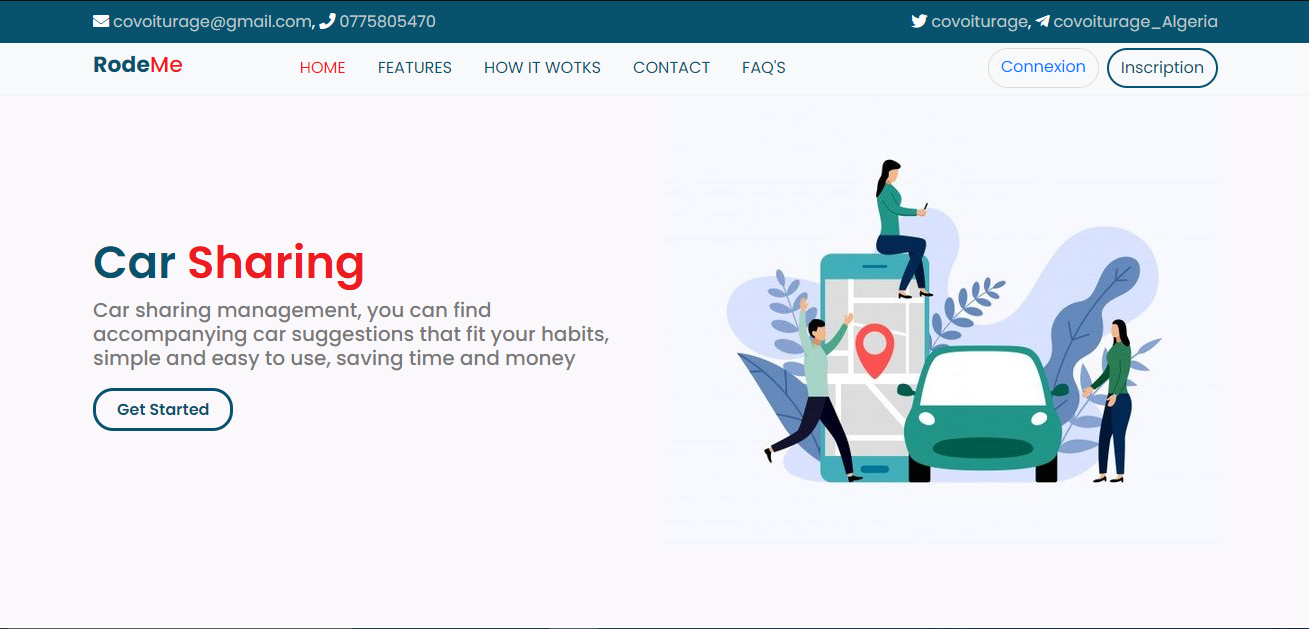 covoiturage@gmail.com, 0775805470 covoiturage, covoiturage_Algeria
RodeMe HOME FEATURES HOW IT WOTKS CONTACT FAQ'S Connexion Inscription
Car Sharing
Car sharing management, you can find
accompanying car suggestions that fit your habits,
simple and easy to use, saving time and money
Get Started